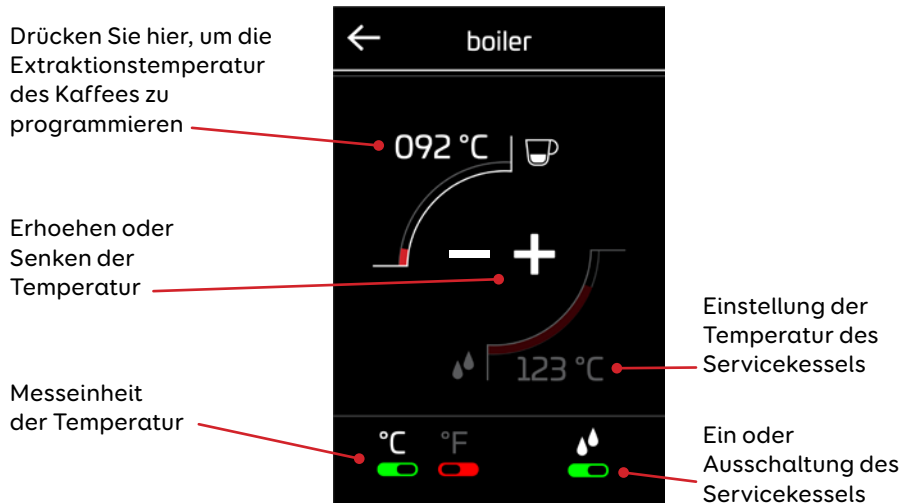 Drücken Sie hier, um die
Extraktionstemperatur
des Kaffees zu
programmieren
Erhoehen oder
Senken der
Temperatur
Messeinheit
der Temperatur
boiler
092 °C
123 °C
°C °F
Einstellung der
Temperatur des
Servicekessels
Ein oder
Ausschaltung des
Servicekessels